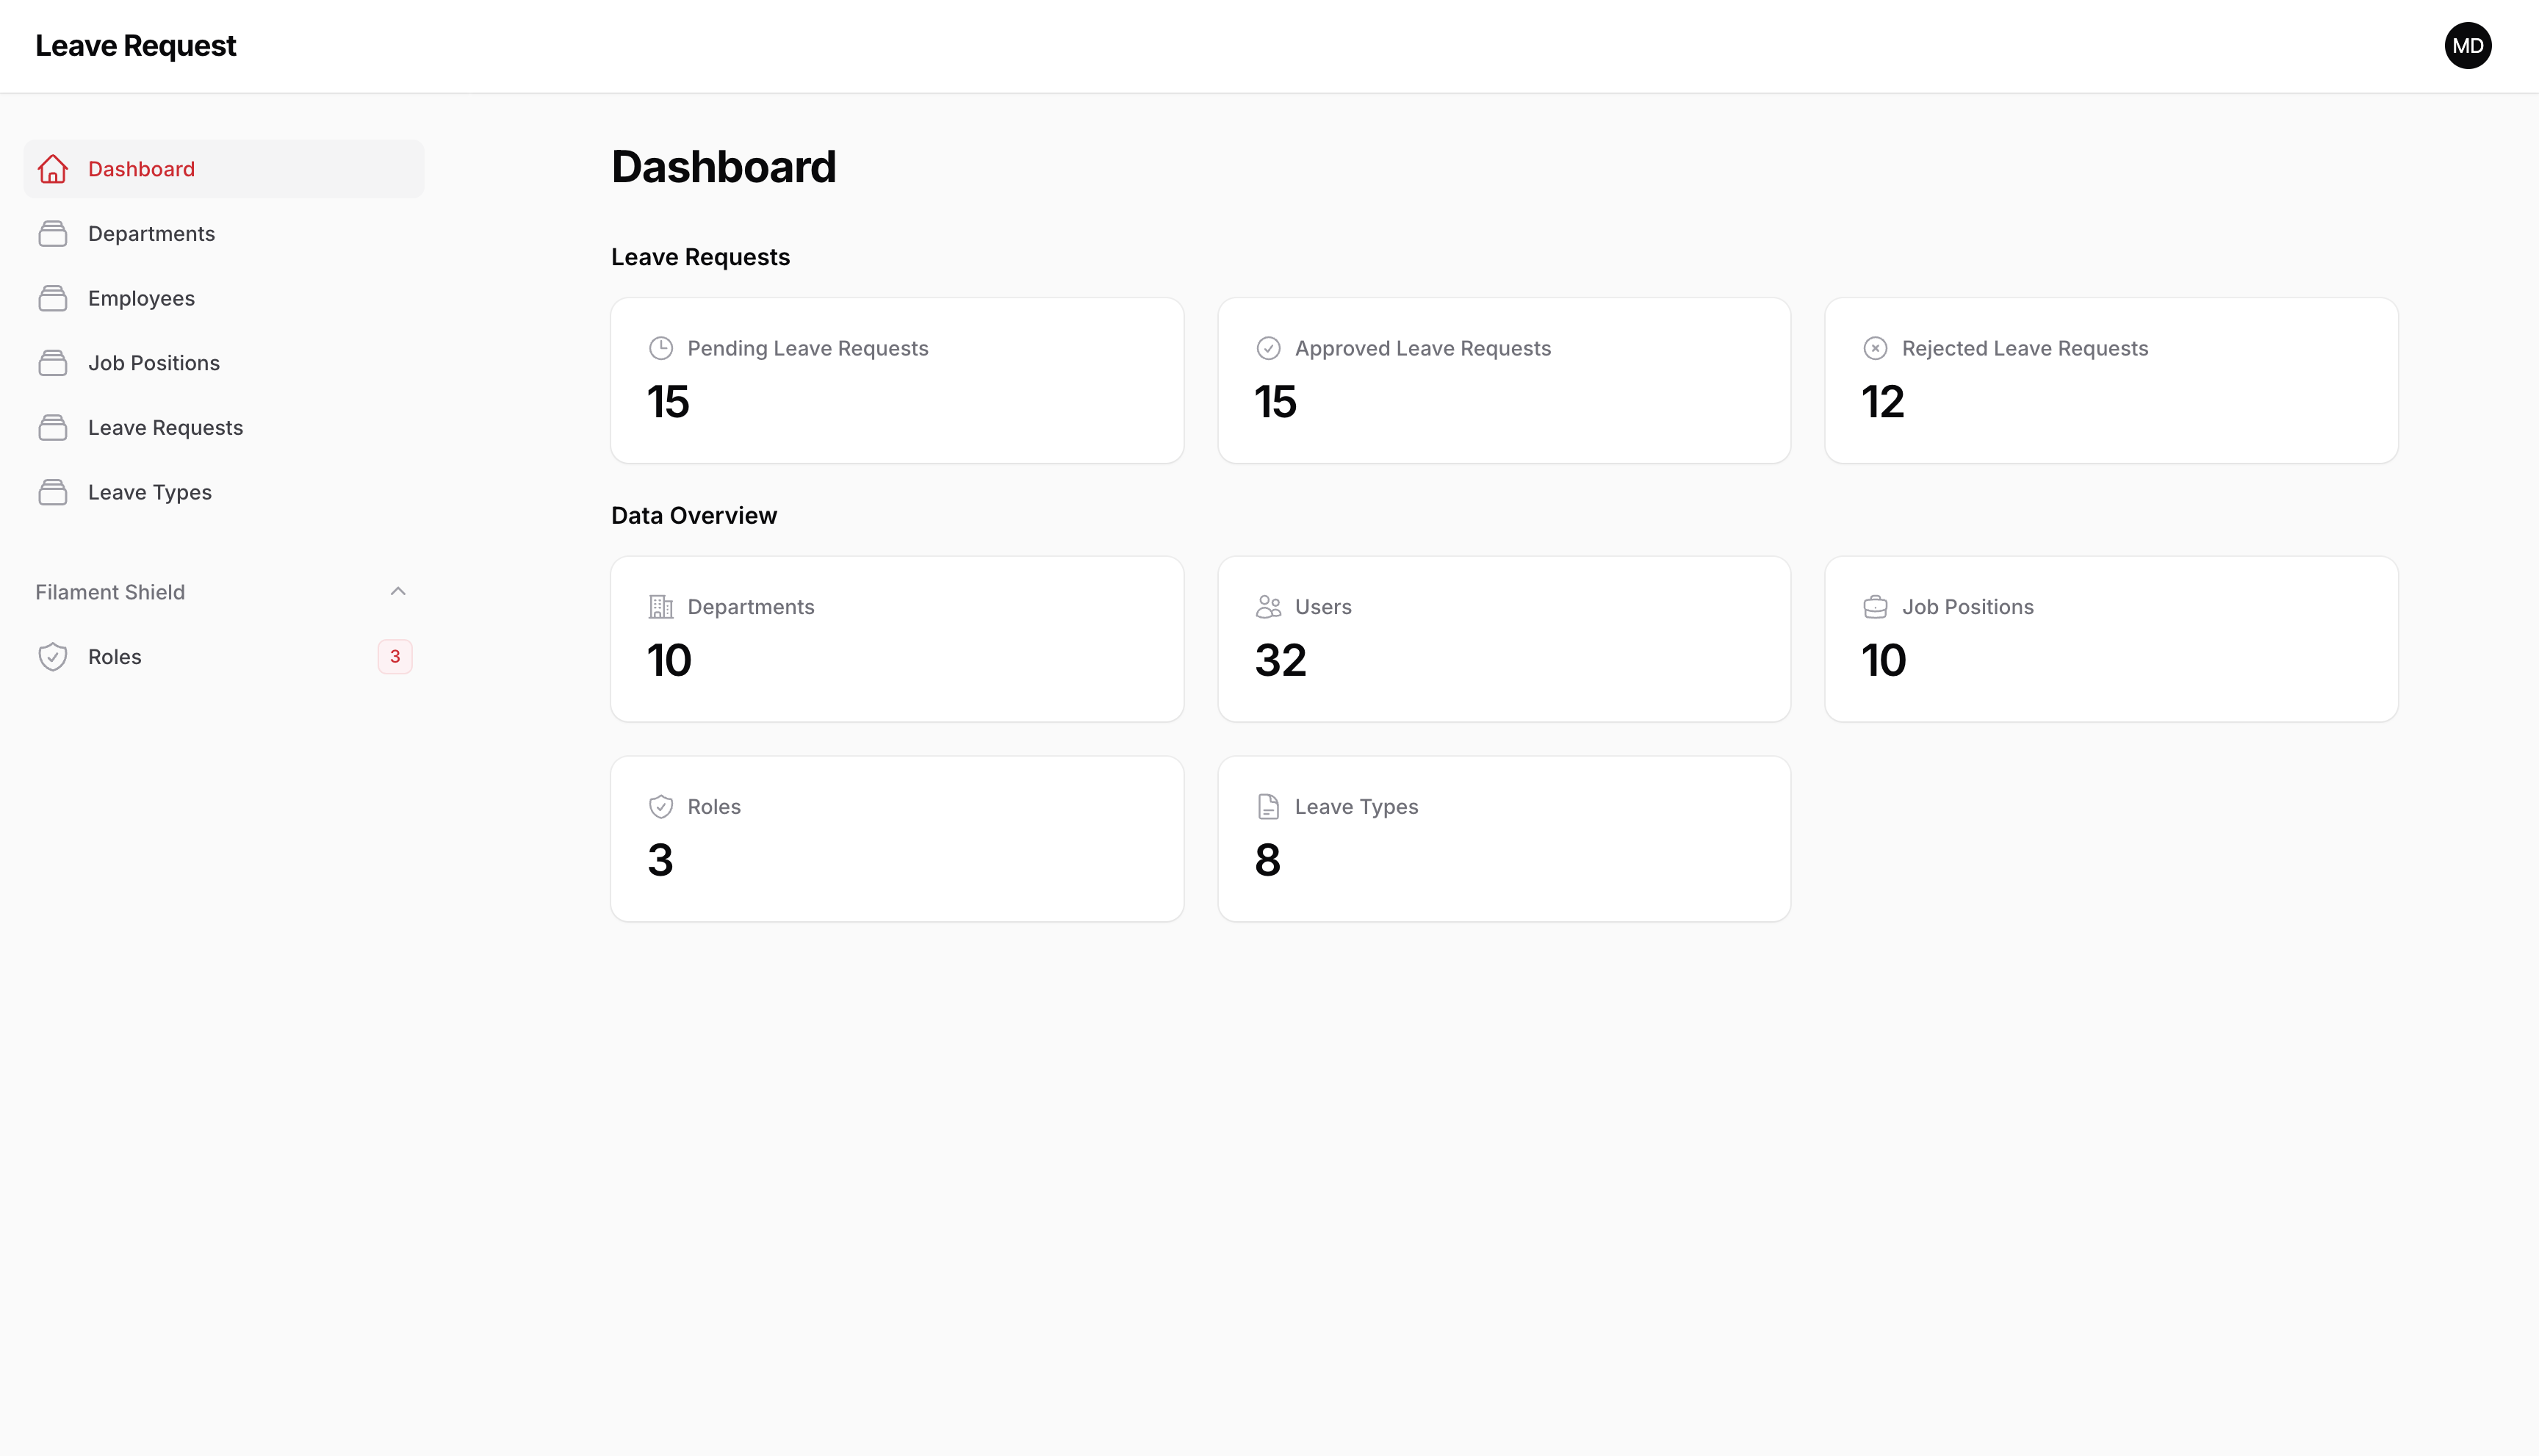 Leave Request
MD
Dashboard
Departments
Employees
Job Positions
Leave Requests
Leave Types
Filament Shield
Roles 3
Dashboard
Leave Requests
Pending Leave Requests
15
Approved Leave Requests
15
Rejected Leave Requests
12
Data Overview
Departments
10
Users
32
Job Positions
10
Roles
3
Leave Types
8